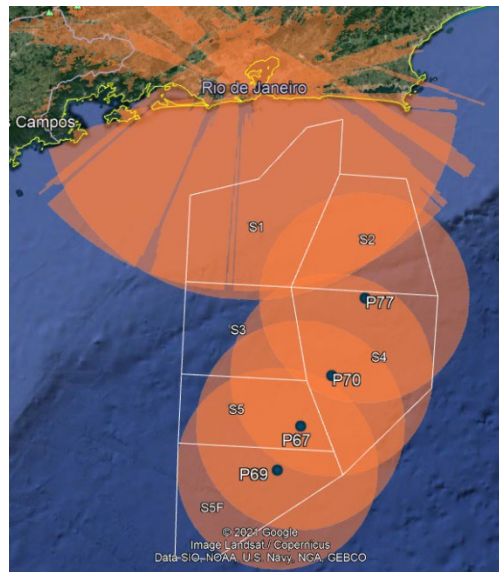 Rio de Janeiro
s Campos
S1
S2
P77
S3
S4
P70
S5
P67
P69
S5F
© 2021 Google
Image Landsat / Copernicus
Data SIO, NOAA, U.S. Navy, NGA, GEBCO